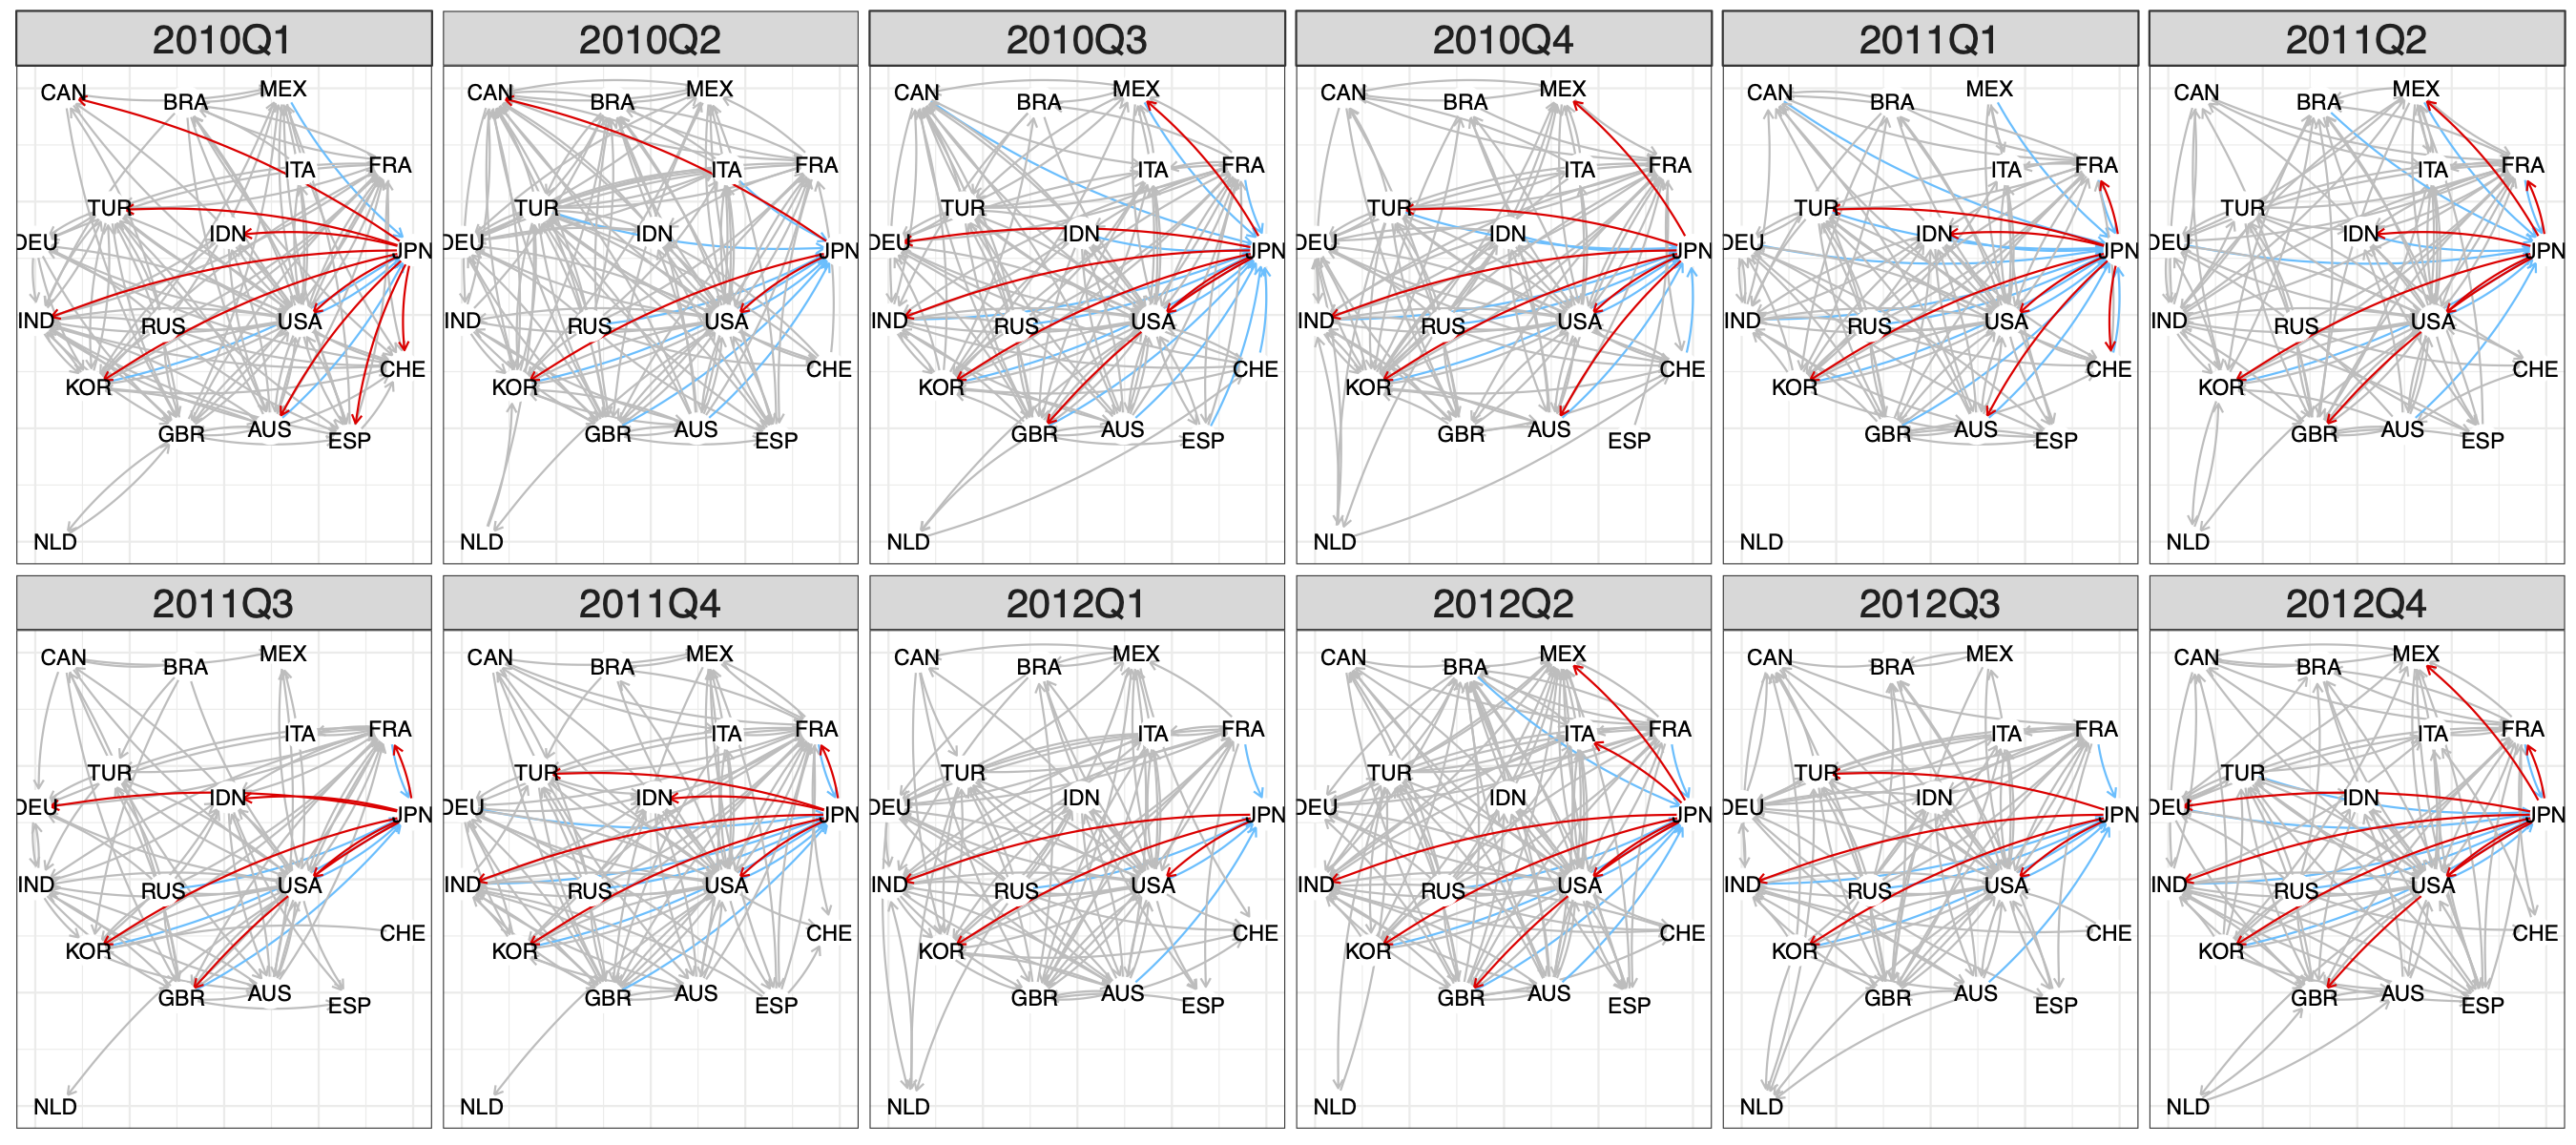 2010Q1 2010Q2 2010Q3 2010Q4 2011Q1 2011Q2
CAN BRA MEX CAN BRA MEX CAN BRA MEX CAN BRA MEX CAN BRA MEX CAN BRA MEX
ITA FRA ITA FRA ITA FRA ITA FRA ITA FRA ITA FRA
TUR TUR TUR TUR TUR TUR
DEU IDN JPN DEU IDN JPN DEU IDN JPN DEU IDN JPN DEU IDN JPN DEU IDN JPN
IND RUS USA IND RUS USA IND RUS USA IND RUS USA IND RUS USA IND RUS USA
KOR CHE KOR CHE KOR CHE KOR CHE KOR CHE KOR CHE
GBR AUS ESP GBR AUS ESP GBR AUS ESP GBR AUS ESP GBR AUS ESP GBR AUS ESP
NLD NLD NLD NLD NLD NLD
2011Q3 2011Q4 2012Q1 2012Q2 2012Q3 2012Q4
CAN BRA MEX CAN BRA MEX CAN BRA MEX CAN BRA MEX CAN BRA MEX CAN BRA MEX
ITA FRA ITA FRA ITA FRA ITA FRA ITA FRA ITA FRA
TUR TUR TUR TUR TUR TUR
DEU IDN JPN DEU IDN JPN DEU IDN JPN DEU IDN JPN DEU IDN JPN DEU IDN JPN
IND RUS USA IND RUS USA IND RUS USA IND RUS USA IND RUS USA IND RUS USA
KOR CHE KOR CHE KOR CHE KOR CHE KOR CHE KOR CHE
GBR AUS ESP GBR AUS ESP GBR AUS ESP GBR AUS ESP GBR AUS ESP GBR AUS ESP
NLD NLD NLD NLD NLD NLD